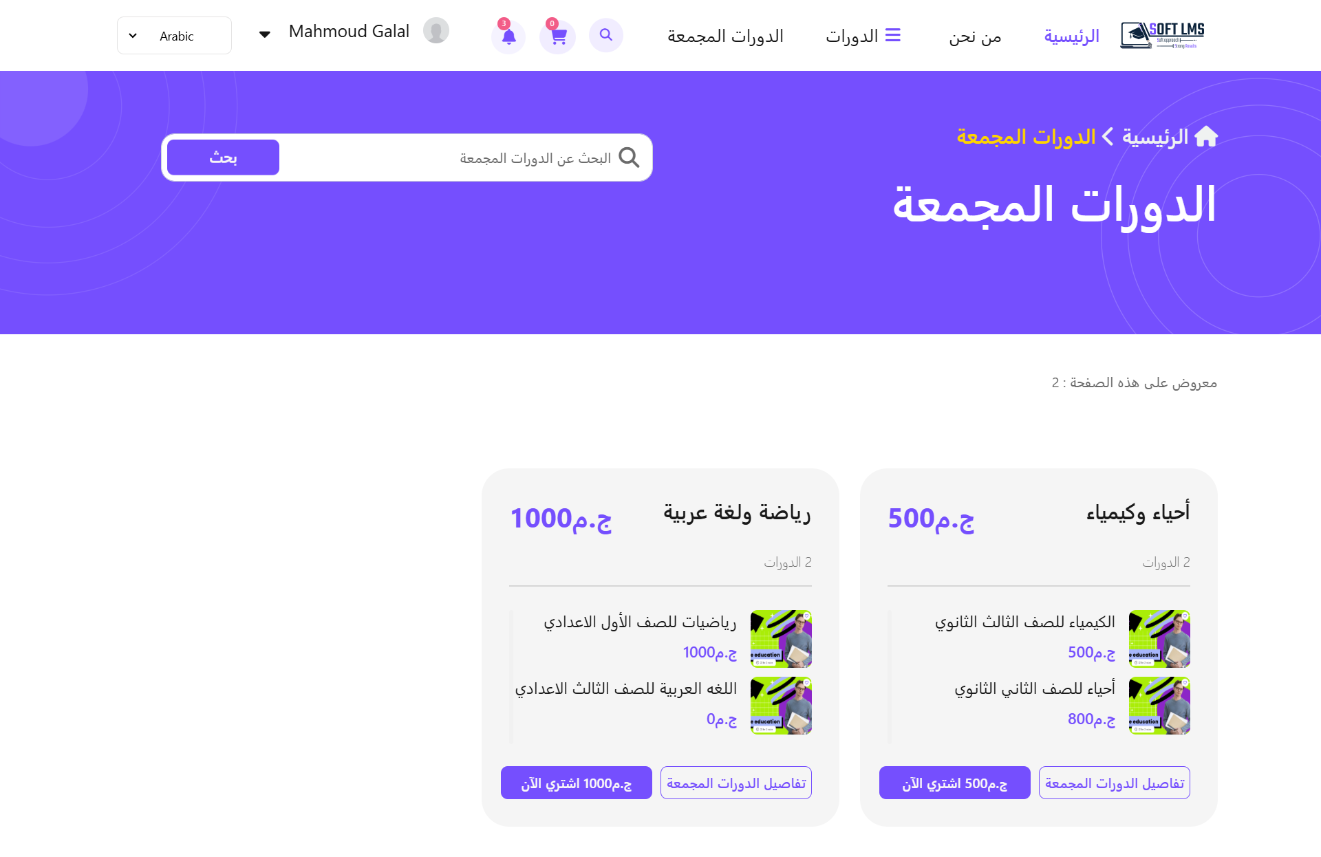 SOFT LMS
الرئيسية
من نحن
الدورات
الدورات المجمعة
0
3
Mahmoud Galal
Arabic
الرئيسية
الدورات المجمعة
البحث عن الدورات المجمعة
بحث
الدورات المجمعة
معروض على هذه الصفحة : 2
أحياء وكيمياء
ج.م500
2 الدورات
الكيمياء للصف الثالث الثانوي
ج.م500
أحياء للصف الثاني الثانوي
ج.م800
تفاصيل الدورات المجمعة
ج.م500 اشتري الآن
رياضة ولغة عربية
ج.م1000
2 الدورات
رياضيات للصف الأول الاعدادي
ج.م1000
اللغه العربية للصف الثالث الاعدادي
ج.م0
تفاصيل الدورات المجمعة
ج.م1000 اشتري الآن